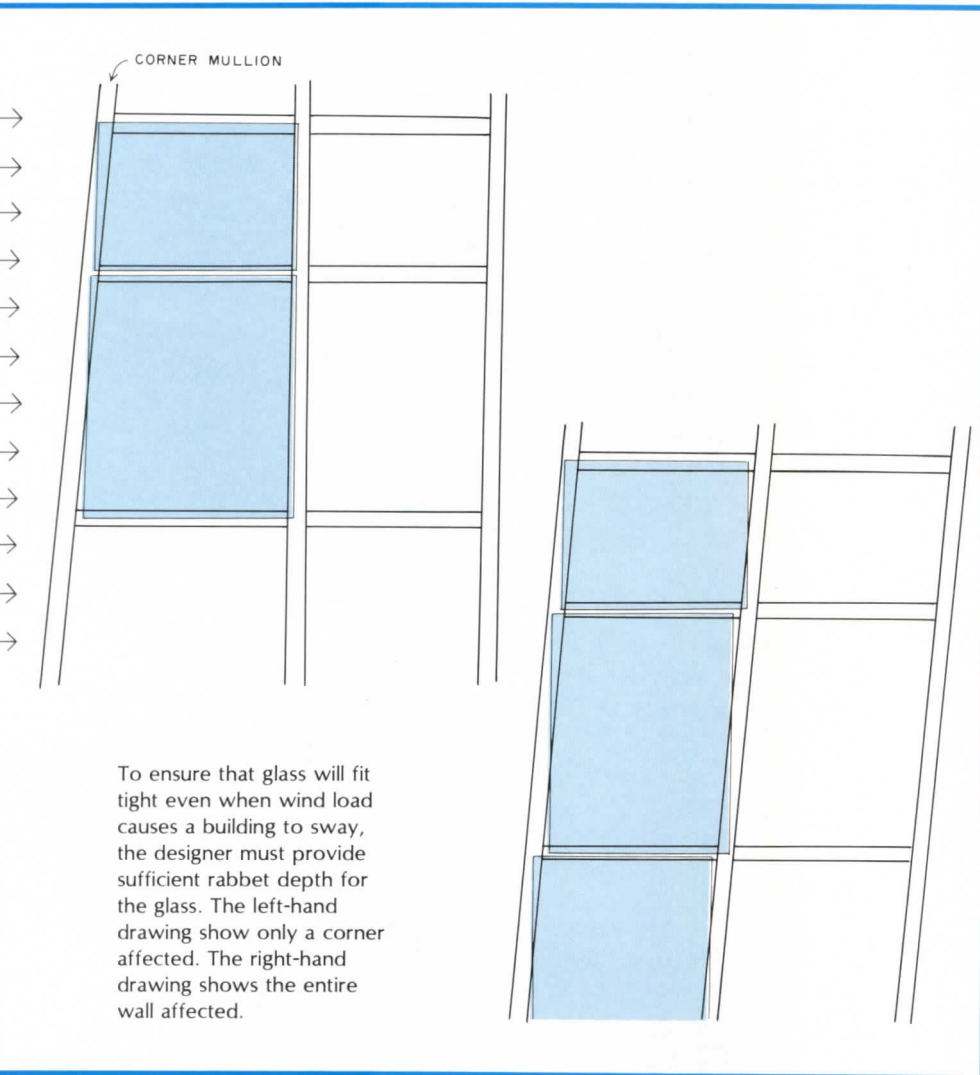 CORNER MULLION
To ensure that glass will fit
tight even when wind load
causes a building to sway,
the designer must provide
sufficient rabbet depth for
the glass. The left-hand
drawing show only a corner
affected. The right-hand
drawing shows the entire
wall affected.